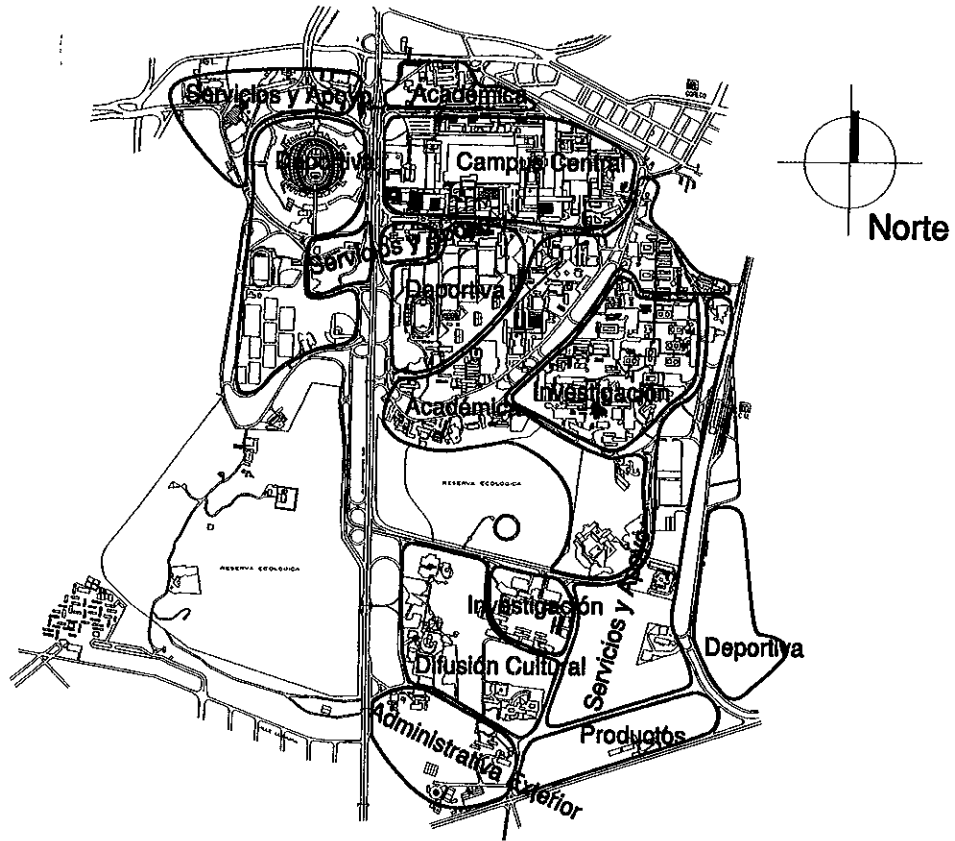 Servicios y Apoyo
Académica
Deportiva
Campus Central
Norte
Servicios y Apoyo
Deportiva
Investigación
Académica
RESERVA ECOLOGICA
RESERVA ECOLOGICA
Investigación
Servicios y Apoyo
Deportiva
Difusión Cultural
Administrativa Exterior
Productos